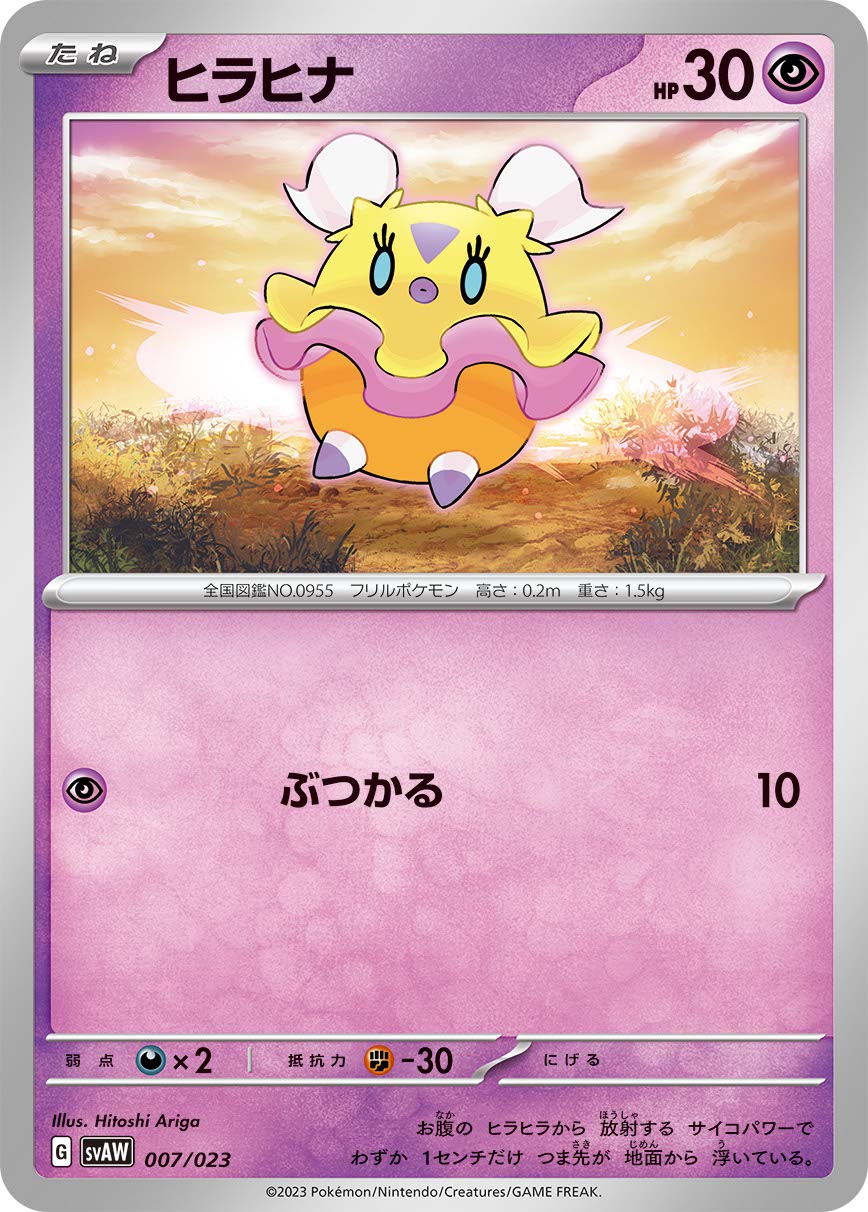 たね
ヒラヒナ
HP30
全国図鑑NO.0955 フリルポケモン 高さ:0.2m 重さ:1.5kg
ぶつかる 10
弱点 ×2 抵抗力 -30 にげる
Illus. Hitoshi Ariga
G svAW 007/023
お腹の ヒラヒラから 放射する サイコパワーで
わずか 1センチだけ つま先が 地面から 浮いている。
©2023 Pokémon/Nintendo/Creatures/GAME FREAK.